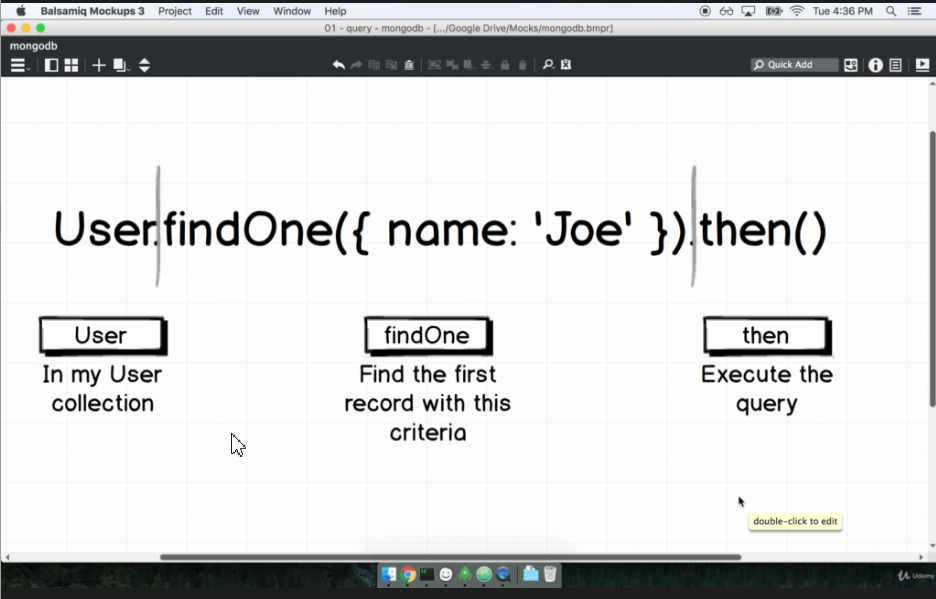 Balsamiq Mockups 3 Project Edit View Window Help Tue 4:36 PM
01 - query - mongodb - [.../Google Drive/Mocks/mongodb.bmpr]
mongodb
Quick Add
User.findOne({ name: 'Joe' }).then()
User findOne then
In my User
collection
Find the first
record with this
criteria
Execute the
query
double-click to edit
Udemy